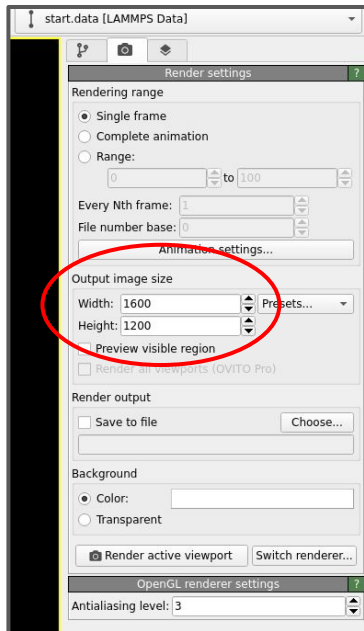 start.data [LAMMPS Data]
Render settings ?
Rendering range
Single frame
Complete animation
Range:
0 to 100
Every Nth frame: 1
File number base: 0
Animation settings...
Output image size
Width: 1600 Presets...
Height: 1200
Preview visible region
Render all viewports (OVITO Pro)
Render output
Save to file Choose...
Background
Color:
Transparent
Render active viewport Switch renderer...
OpenGL renderer settings ?
Antialiasing level: 3